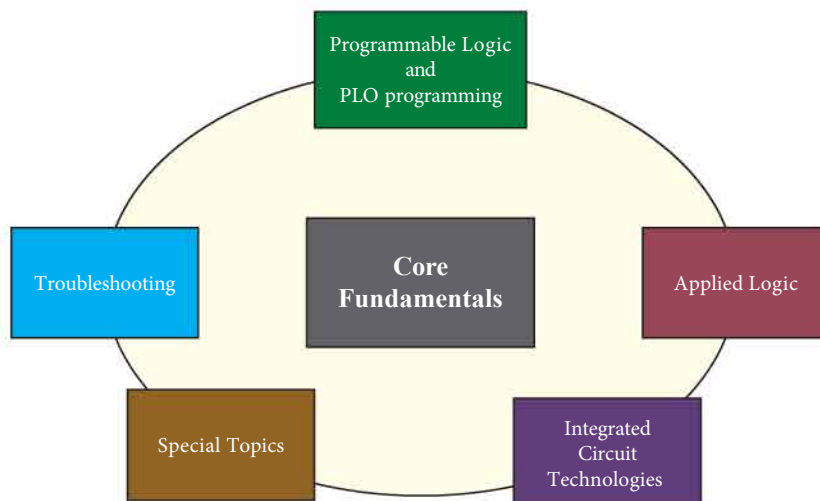 Programmable Logic
and
PLO programming
Troubleshooting
Core
Fundamentals
Applied Logic
Special Topics
Integrated
Circuit
Technologies